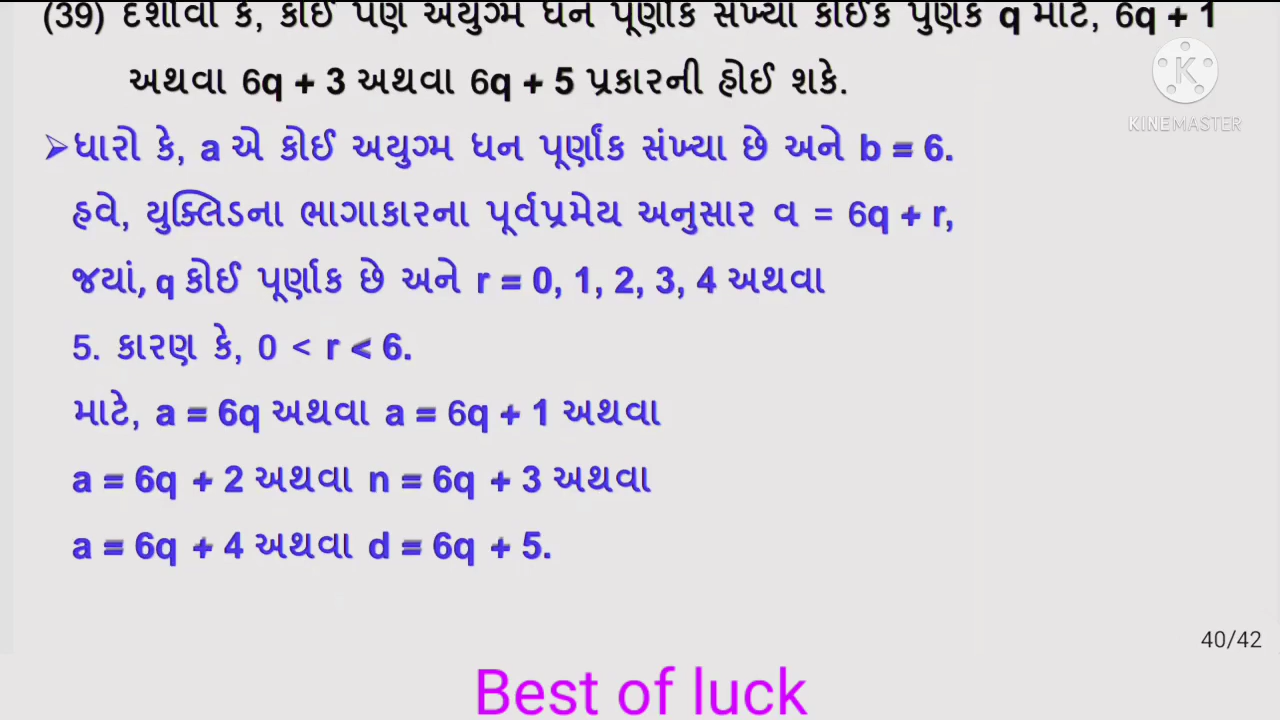 (39) દર્શાવો કે, કોઈ પણ અયુગ્મ ધન પૂર્ણાંક સંખ્યા કોઈક પુર્ણક q માટે, 6q + 1
અથવા 6q + 3 અથવા 6q + 5 પ્રકારની હોઈ શકે.
KINEMASTER
➢ધારો કે, a એ કોઈ અયુગ્મ ધન પૂર્ણાંક સંખ્યા છે અને b = 6.
હવે, યુક્લિડના ભાગાકારના પૂર્વપ્રમેય અનુસાર વ = 6q + r,
જયાં, q કોઈ પૂર્ણાક છે અને r = 0, 1, 2, 3, 4 અથવા
5. કારણ કે, 0 < r < 6.
માટે, a = 6q અથવા a = 6q + 1 અથવા
a = 6q + 2 અથવા n = 6q + 3 અથવા
a = 6q + 4 અથવા d = 6q + 5.
40/42
Best of luck